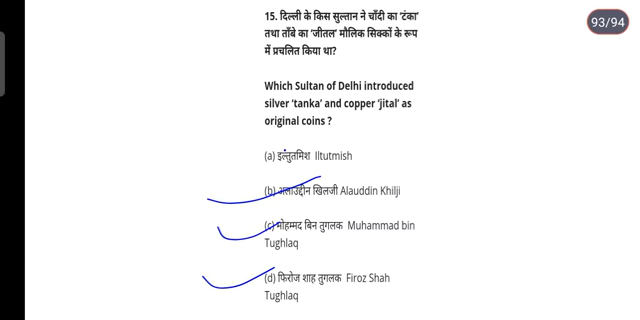 93/94
15. दिल्ली के किस सुल्तान ने चाँदी का ‘टंका’
तथा ताँबे का ‘जीतल’ मौलिक सिक्कों के रूप
में प्रचलित किया था?
Which Sultan of Delhi introduced
silver ‘tanka’ and copper ‘jital’ as
original coins ?
(a) इल्तुतमिश Iltutmish
(b) अलाउद्दीन खिलजी Alauddin Khilji
(c) मोहम्मद बिन तुगलक Muhammad bin
Tughlaq
(d) फिरोज शाह तुगलक Firoz Shah
Tughlaq